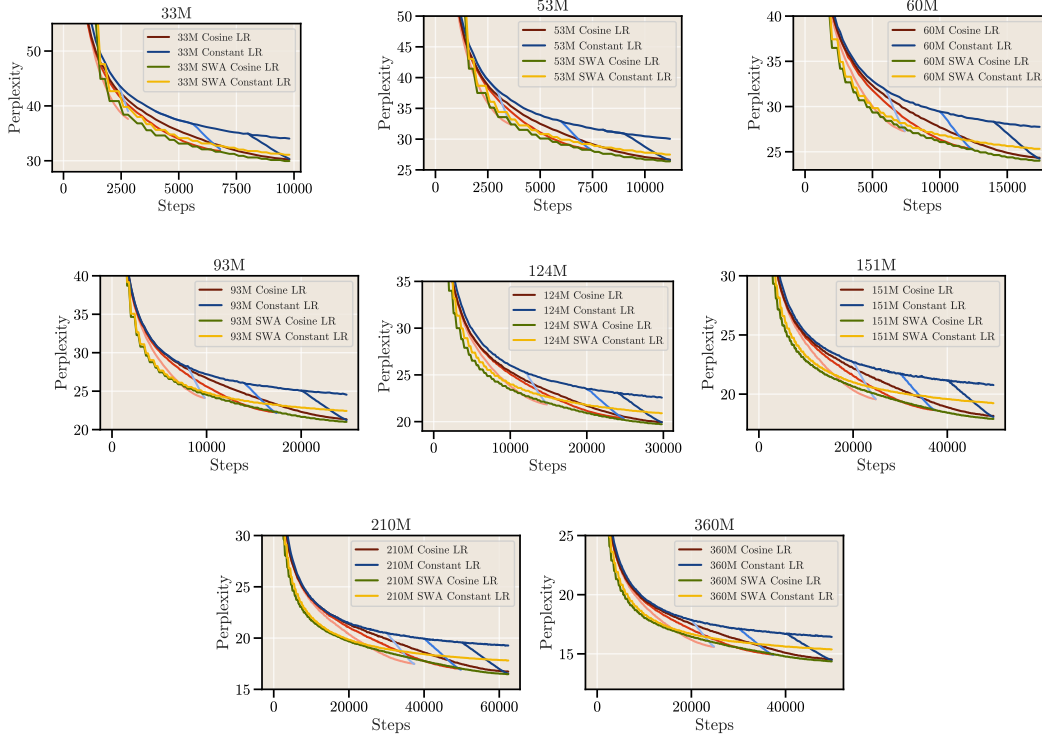 33M
Perplexity
50
40
30
33M Cosine LR
33M Constant LR
33M SWA Cosine LR
33M SWA Constant LR
0 2500 5000 7500 10000
Steps
53M
Perplexity
50
45
40
35
30
25
53M Cosine LR
53M Constant LR
53M SWA Cosine LR
53M SWA Constant LR
0 2500 5000 7500 10000
Steps
60M
Perplexity
40
35
30
25
60M Cosine LR
60M Constant LR
60M SWA Cosine LR
60M SWA Constant LR
0 5000 10000 15000
Steps
93M
Perplexity
40
35
30
25
20
93M Cosine LR
93M Constant LR
93M SWA Cosine LR
93M SWA Constant LR
0 10000 20000
Steps
124M
Perplexity
35
30
25
20
124M Cosine LR
124M Constant LR
124M SWA Cosine LR
124M SWA Constant LR
0 10000 20000 30000
Steps
151M
Perplexity
30
25
20
151M Cosine LR
151M Constant LR
151M SWA Cosine LR
151M SWA Constant LR
0 20000 40000
Steps
210M
Perplexity
30
25
20
15
210M Cosine LR
210M Constant LR
210M SWA Cosine LR
210M SWA Constant LR
0 20000 40000 60000
Steps
360M
Perplexity
25
20
15
360M Cosine LR
360M Constant LR
360M SWA Cosine LR
360M SWA Constant LR
0 20000 40000
Steps